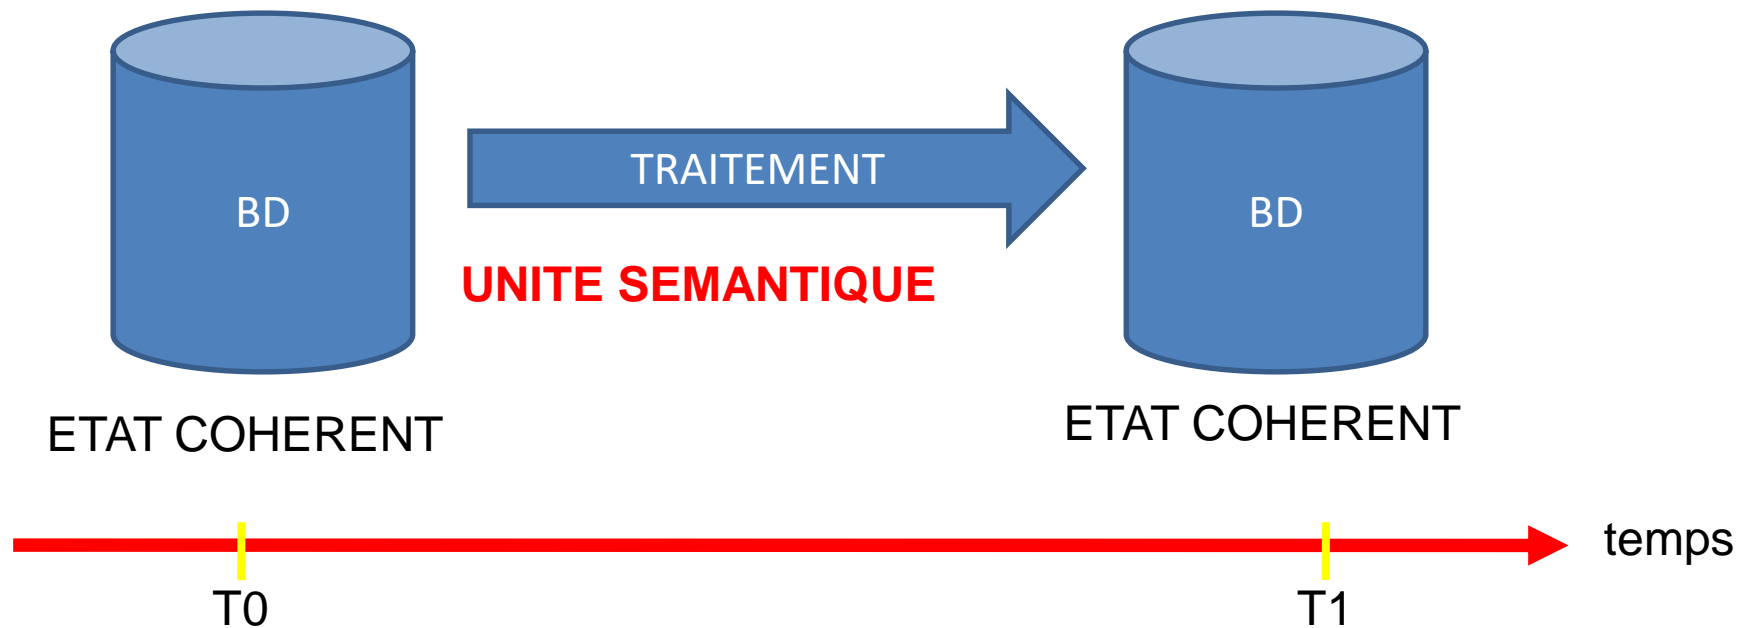 BD
TRAITEMENT
BD
UNITE SEMANTIQUE
ETAT COHERENT
ETAT COHERENT
temps
T0
T1